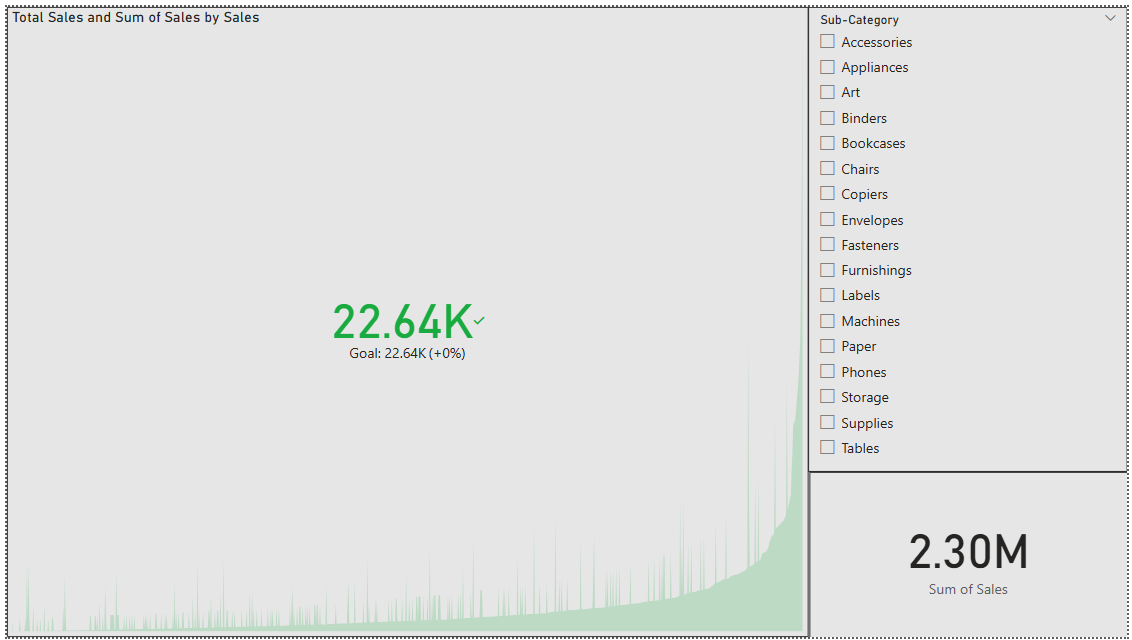 Total Sales and Sum of Sales by Sales
22.64K
Goal: 22.64K (+0%)
Sub-Category
Accessories
Appliances
Art
Binders
Bookcases
Chairs
Copiers
Envelopes
Fasteners
Furnishings
Labels
Machines
Paper
Phones
Storage
Supplies
Tables
2.30M
Sum of Sales